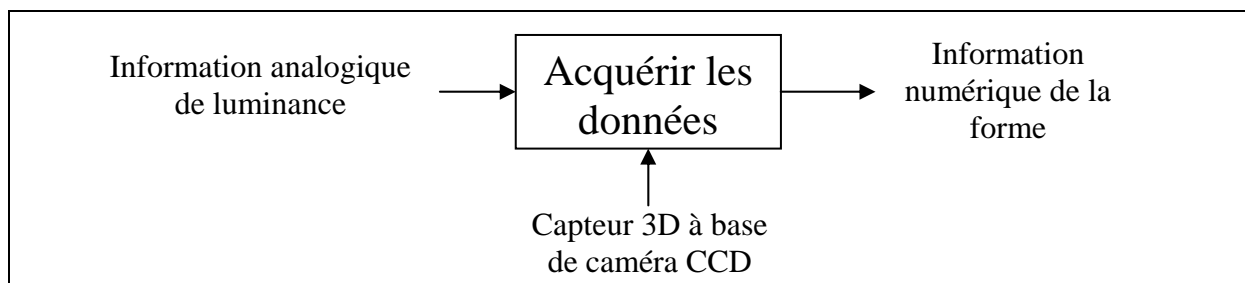 Information analogique
de luminance
Acquérir les
données
Information
numérique de la
forme
Capteur 3D à base
de caméra CCD